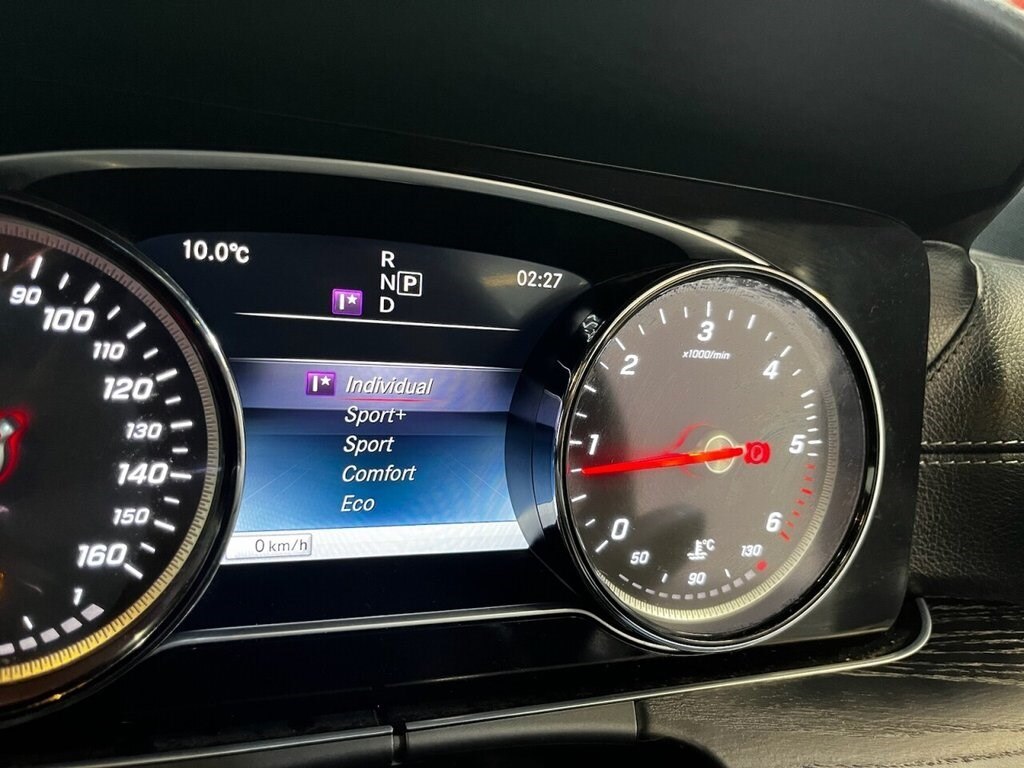 10.0°C
R
N P
D
02:27
I★
I★ Individual
Sport+
Sport
Comfort
Eco
0 km/h
90
100
110
120
130
140
150
160
1
0
1
2
3
4
5
6
x1000/min
50
90
130
°C